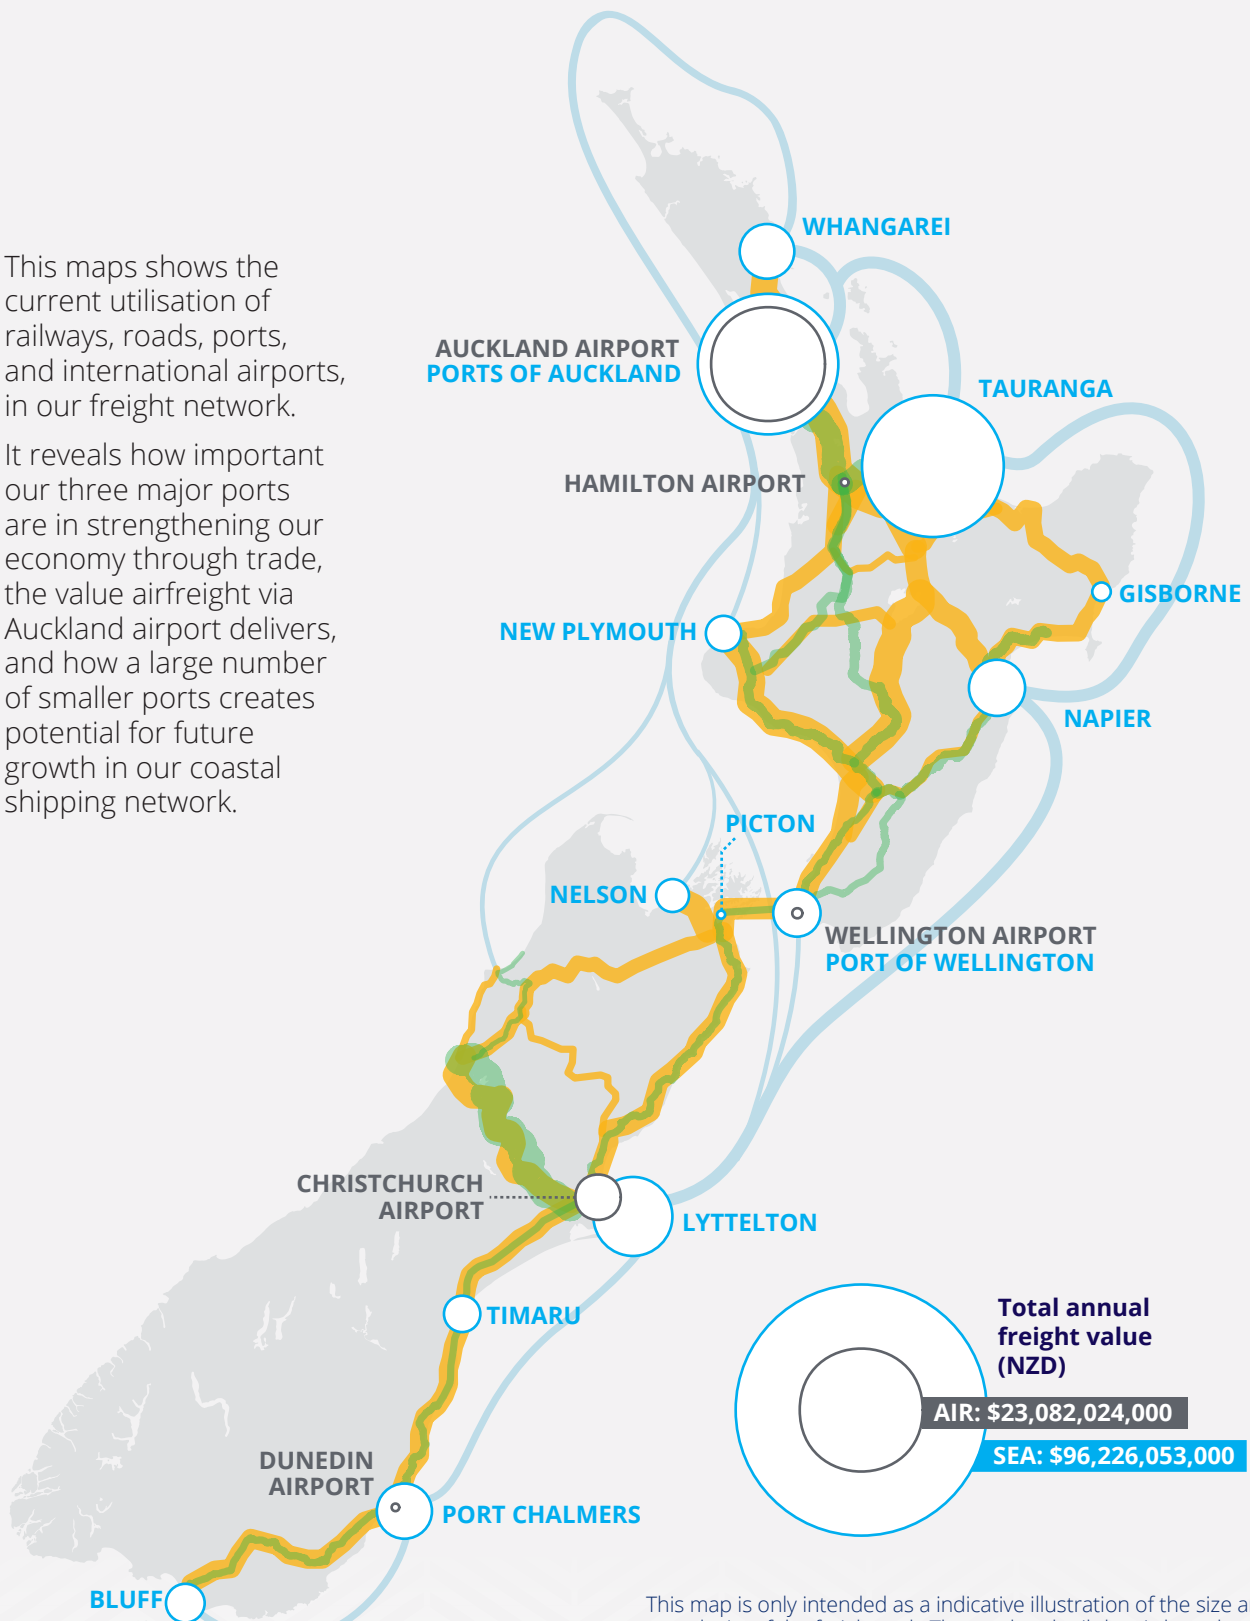 This maps shows the
current utilisation of
railways, roads, ports,
and international airports,
in our freight network.
It reveals how important
our three major ports
are in strengthening our
economy through trade,
the value airfreight via
Auckland airport delivers,
and how a large number
of smaller ports creates
potential for future
growth in our coastal
shipping network.
WHANGAREI
AUCKLAND AIRPORT
PORTS OF AUCKLAND
TAURANGA
HAMILTON AIRPORT
GISBORNE
NEW PLYMOUTH
NAPIER
PICTON
NELSON
WELLINGTON AIRPORT
PORT OF WELLINGTON
CHRISTCHURCH
AIRPORT
LYTTELTON
TIMARU
DUNEDIN
AIRPORT
PORT CHALMERS
BLUFF
Total annual
freight value
(NZD)
AIR: $23,082,024,000
SEA: $96,226,053,000
This map is only intended as a indicative illustration of the size a